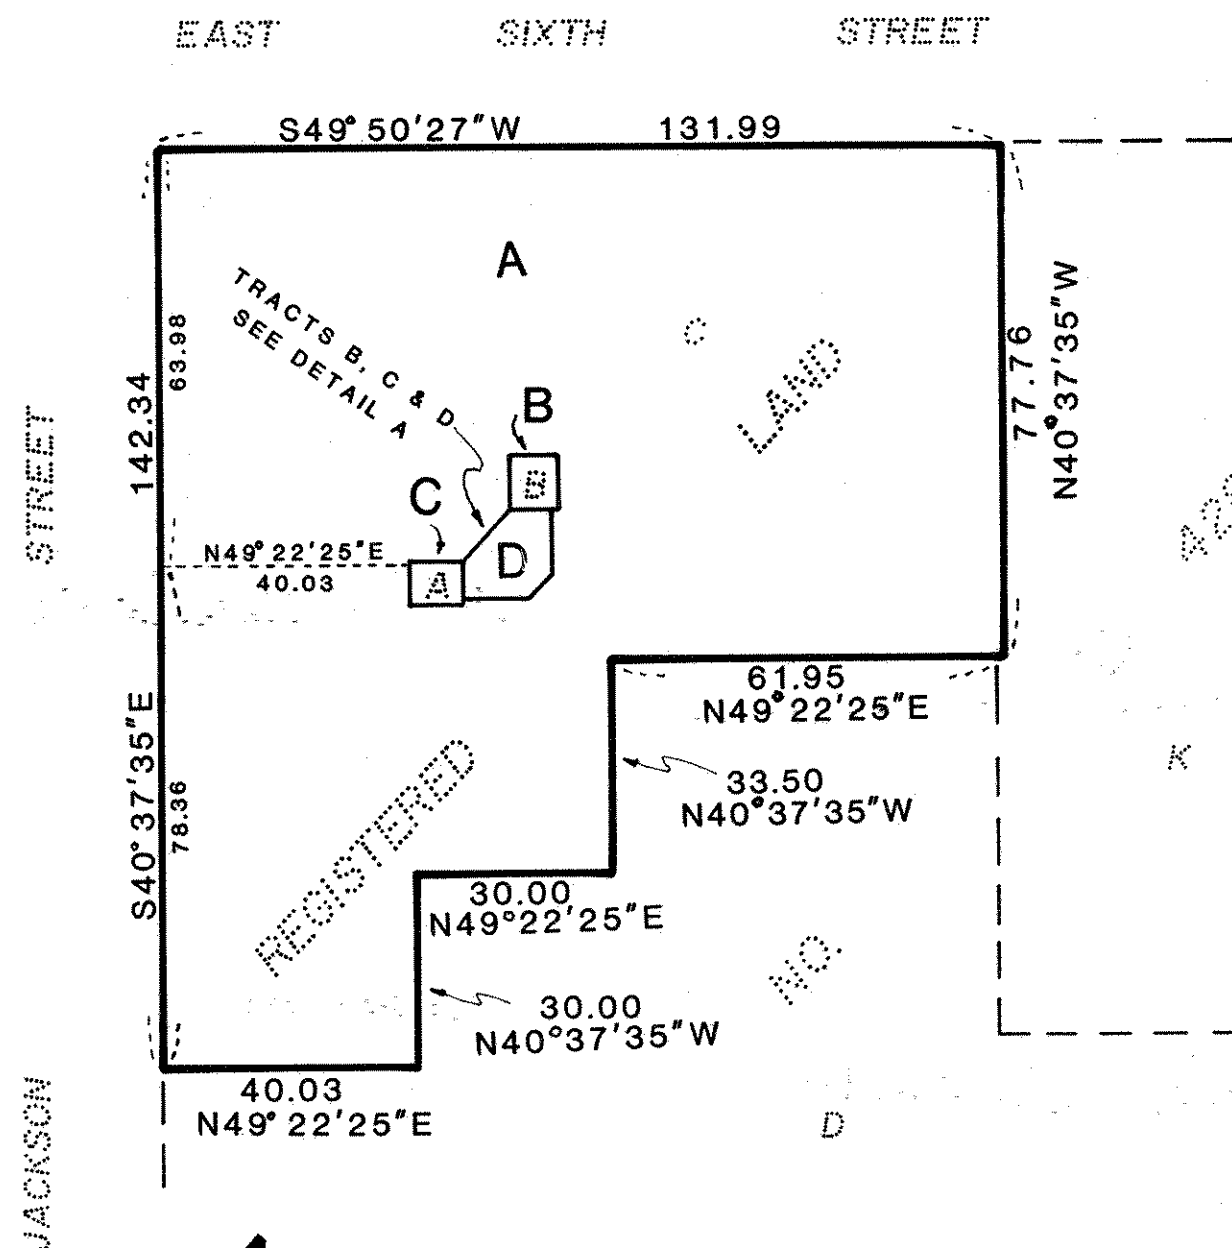 EAST SIXTH STREET
S49°50'27"W 131.99
A
TRACTS B, C & D
SEE DETAIL A
C
LAND
63.98
142.34
77.76
N40°37'35"W
STREET
B
B
C
N49°22'25"E
40.03
A
D
61.95
N49°22'25"E
S40°37'35"E
78.36
REGISTERED
33.50
N40°37'35"W
K
30.00
N49°22'25"E
NO.
30.00
N40°37'35"W
40.03
N49°22'25"E
D
JACKSON